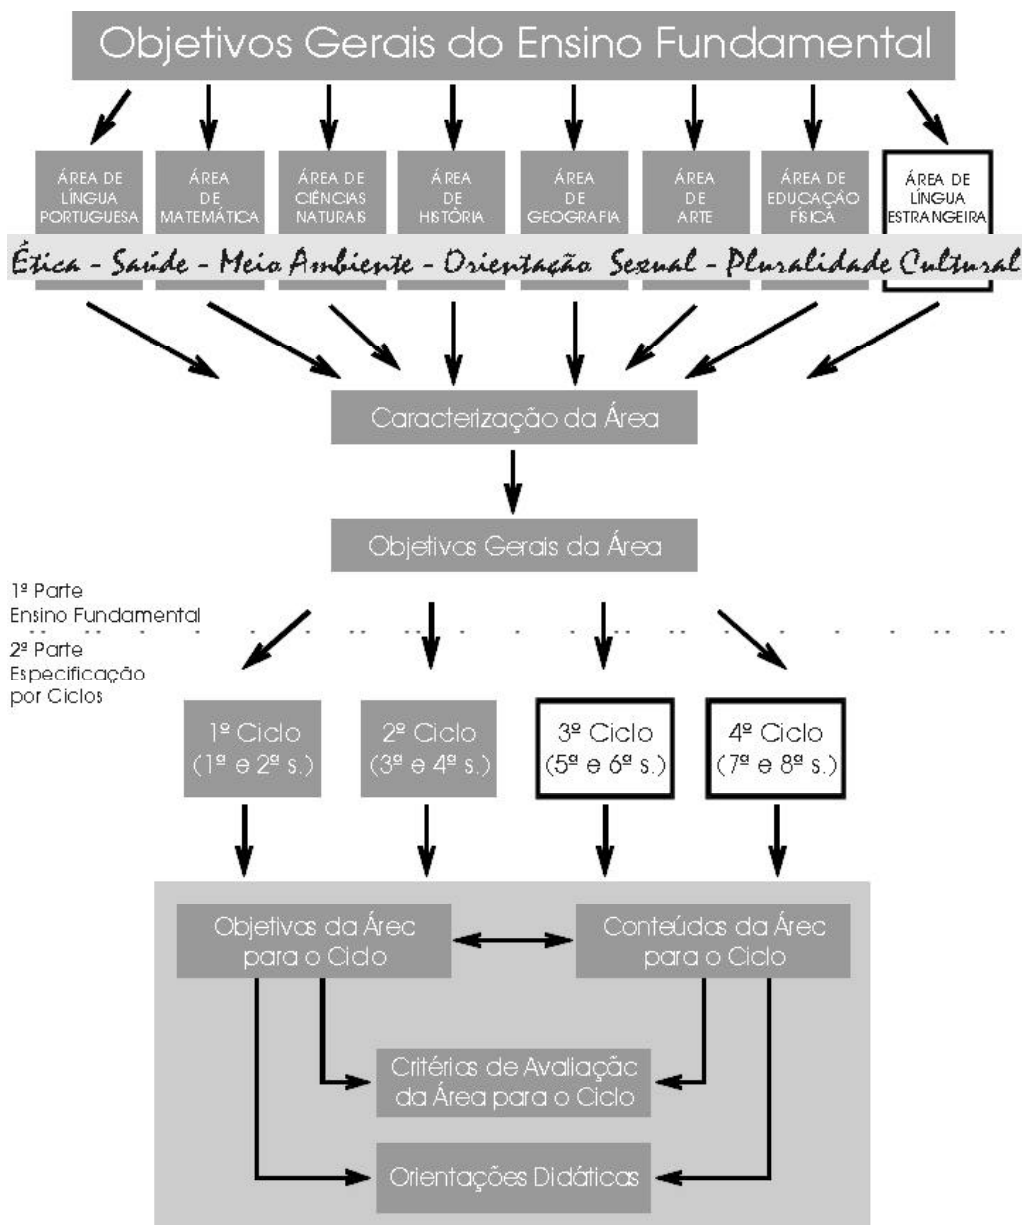 Objetivos Gerais do Ensino Fundamental
ÁREA DE
LÍNGUA
PORTUGUESA
ÁREA
DE
MATEMÁTICA
ÁREA DE
CIÊNCIAS
NATURAIS
ÁREA
DE
HISTÓRIA
ÁREA
DE
GEOGRAFIA
ÁREA
DE
ARTE
ÁREA DE
EDUCAÇÃO
FÍSICA
ÁREA DE
LÍNGUA
ESTRANGEIRA
Ética - Saúde - Meio Ambiente - Orientação Sexual - Pluralidade Cultural
Caracterização da Área
Objetivos Gerais da Área
1ª Parte
Ensino Fundamental
2ª Parte
Especificação
por Ciclos
1º Ciclo
(1ª e 2ª s.)
2º Ciclo
(3ª e 4ª s.)
3º Ciclo
(5ª e 6ª s.)
4º Ciclo
(7ª e 8ª s.)
Objetivos da Área
para o Ciclo
Conteúdos da Área
para o Ciclo
Critérios de Avaliação
da Área para o Ciclo
Orientações Didáticas